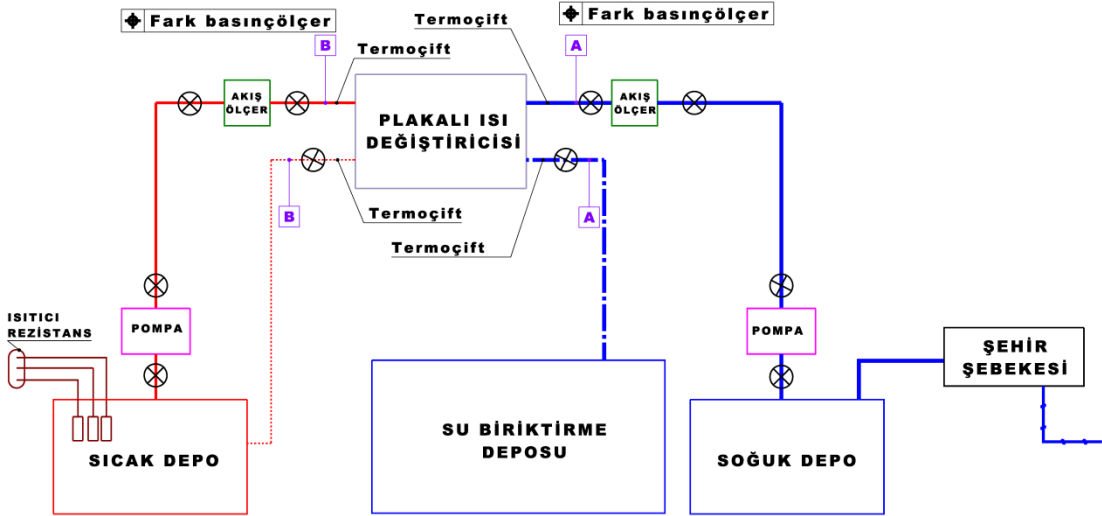 Fark basınçölçer
Fark basınçölçer
B
A
Termoçift
Termoçift
AKIŞ
ÖLÇER
PLAKALI ISI
DEĞİŞTİRİCİSİ
AKIŞ
ÖLÇER
B
Termoçift
A
Termoçift
ISITICI
REZİSTANS
POMPA
POMPA
ŞEHİR
ŞEBEKESİ
SICAK DEPO
SU BİRİKTİRME
DEPOSU
SOĞUK DEPO